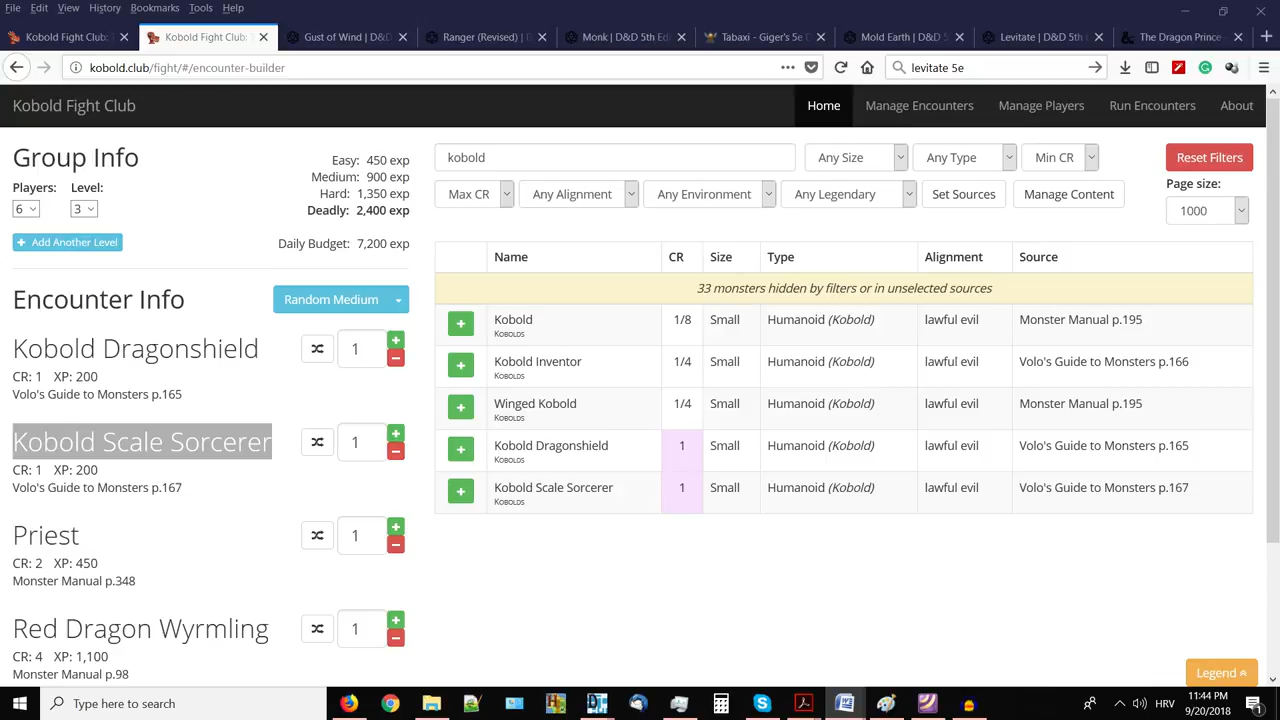 File Edit View History Bookmarks Tools Help
Kobold Fight Club:
Kobold Fight Club:
Gust of Wind | D&D
Ranger (Revised) |
Monk | D&D 5th Ed
Tabaxi - Giger's 5e D
Mold Earth | D&D 5
Levitate | D&D 5th
The Dragon Prince
kobold.club/fight/#/encounter-builder
levitate 5e
Kobold Fight Club
Home
Manage Encounters
Manage Players
Run Encounters
About
Group Info
Players: Level:
6 3
Add Another Level
Easy: 450 exp
Medium: 900 exp
Hard: 1,350 exp
Deadly: 2,400 exp
Daily Budget: 7,200 exp
Encounter Info
Random Medium
Kobold Dragonshield
1
CR: 1 XP: 200
Volo's Guide to Monsters p.165
Kobold Scale Sorcerer
1
CR: 1 XP: 200
Volo's Guide to Monsters p.167
Priest
1
CR: 2 XP: 450
Monster Manual p.348
Red Dragon Wyrmling
1
CR: 4 XP: 1,100
Monster Manual p.98
kobold
Any Size
Any Type
Min CR
Reset Filters
Max CR
Any Alignment
Any Environment
Any Legendary
Set Sources
Manage Content
Page size:
1000
Name CR Size Type Alignment Source
33 monsters hidden by filters or in unselected sources
Kobold 1/8 Small Humanoid (Kobold) lawful evil Monster Manual p.195
Kobolds
Kobold Inventor 1/4 Small Humanoid (Kobold) lawful evil Volo's Guide to Monsters p.166
Kobolds
Winged Kobold 1/4 Small Humanoid (Kobold) lawful evil Monster Manual p.195
Kobolds
Kobold Dragonshield 1 Small Humanoid (Kobold) lawful evil Volo's Guide to Monsters p.165
Kobolds
Kobold Scale Sorcerer 1 Small Humanoid (Kobold) lawful evil Volo's Guide to Monsters p.167
Kobolds
Legend
Type here to search
HRV
11:44 PM
9/20/2018
1